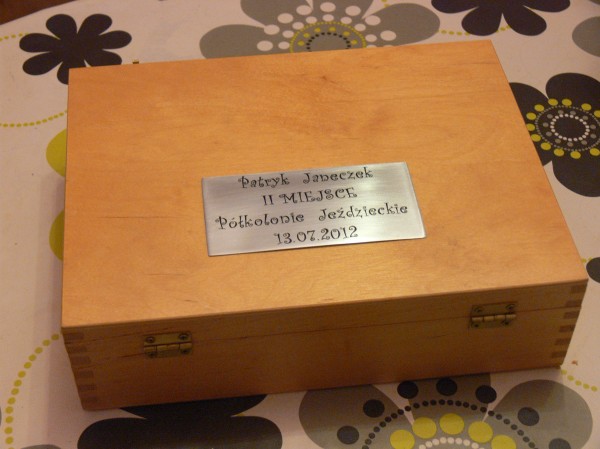 Patryk Janeczek
II MIEJSCE
Półkolonie Jeździeckie
13.07.2012